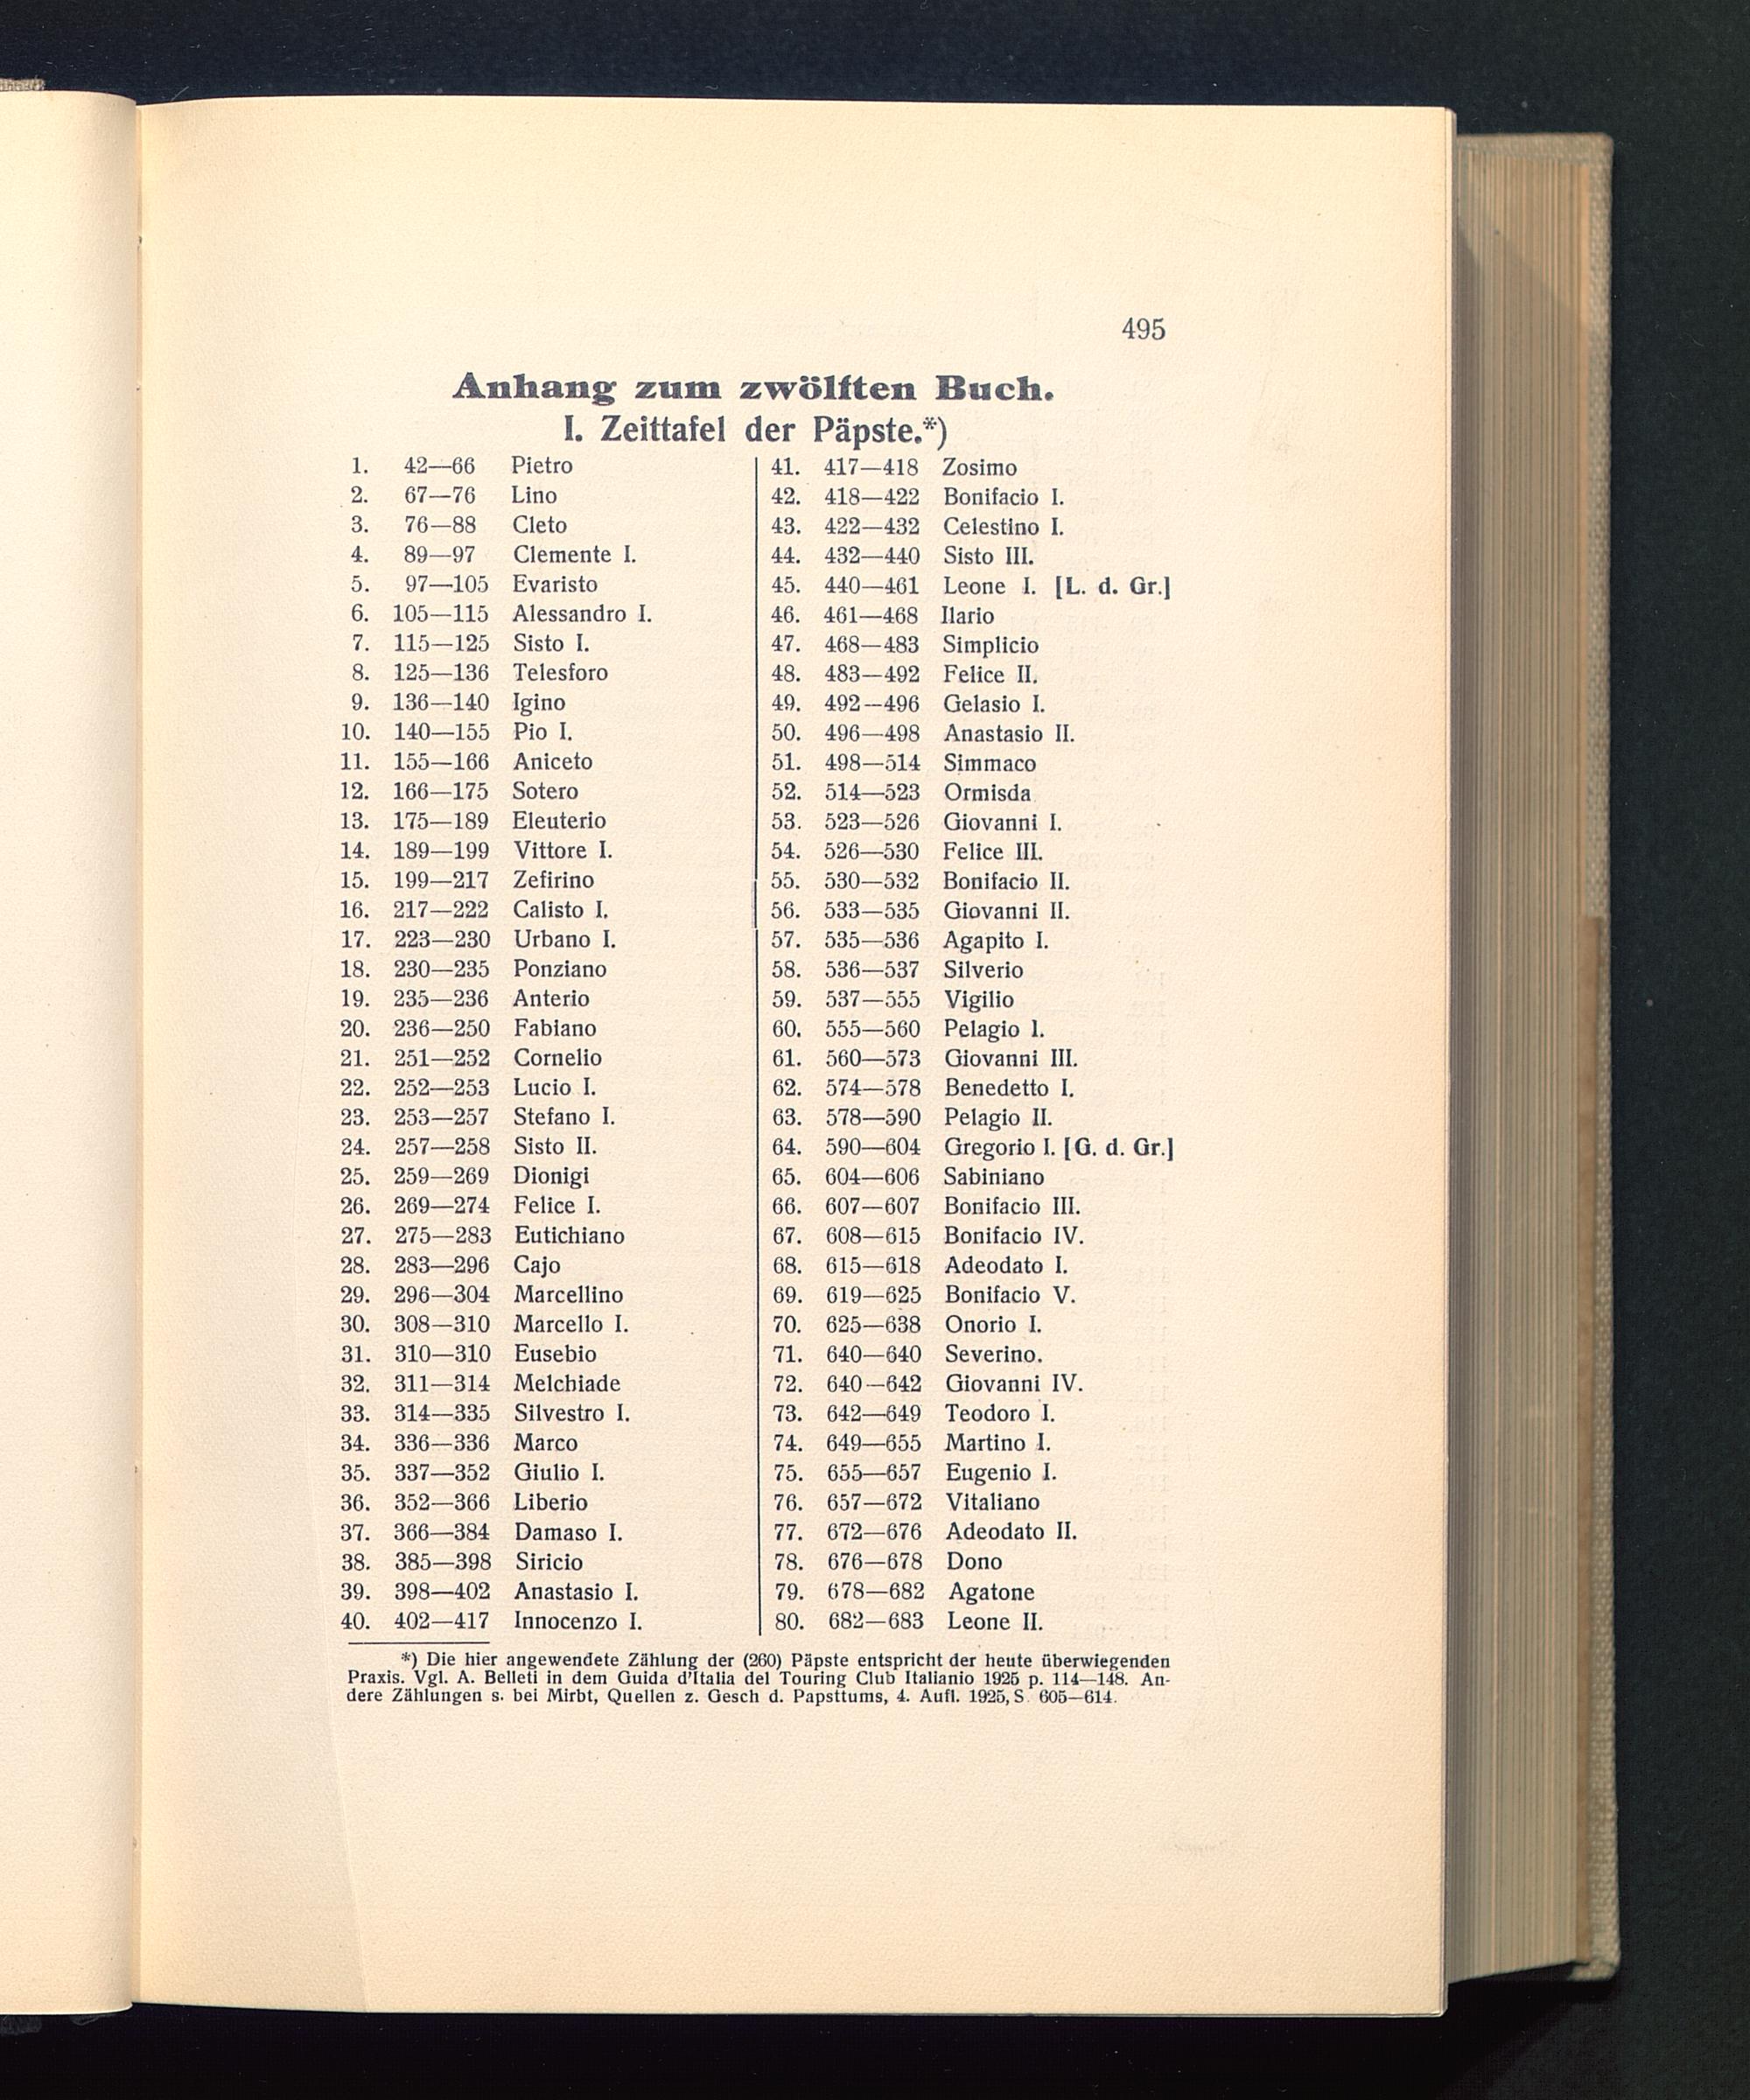 495
Anhang zum zwölften Buch.
I. Zeittafel der Päpste.*)
1. 42—66 Pietro
2. 67—76 Lino
3. 76—88 Cleto
4. 89—97 Clemente I.
5. 97—105 Evaristo
6. 105—115 Alessandro I.
7. 115—125 Sisto I.
8. 125—136 Telesforo
9. 136—140 Igino
10. 140—155 Pio I.
11. 155—166 Aniceto
12. 166—175 Sotero
13. 175—189 Eleuterio
14. 189—199 Vittore I.
15. 199—217 Zefirino
16. 217—222 Calisto I.
17. 223—230 Urbano I.
18. 230—235 Ponziano
19. 235—236 Anterio
20. 236—250 Fabiano
21. 251—252 Cornelio
22. 252—253 Lucio I.
23. 253—257 Stefano I.
24. 257—258 Sisto II.
25. 259—269 Dionigi
26. 269—274 Felice I.
27. 275—283 Eutichiano
28. 283—296 Cajo
29. 296—304 Marcellino
30. 308—310 Marcello I.
31. 310—310 Eusebio
32. 311—314 Melchiade
33. 314—335 Silvestro I.
34. 336—336 Marco
35. 337—352 Giulio I.
36. 352—366 Liberio
37. 366—384 Damaso I.
38. 385—398 Siricio
39. 398—402 Anastasio I.
40. 402—417 Innocenzo I.
41. 417—418 Zosimo
42. 418—422 Bonifacio I.
43. 422—432 Celestino I.
44. 432—440 Sisto III.
45. 440—461 Leone I. [L. d. Gr.]
46. 461—468 Ilario
47. 468—483 Simplicio
48. 483—492 Felice II.
49. 492—496 Gelasio I.
50. 496—498 Anastasio II.
51. 498—514 Simmaco
52. 514—523 Ormisda
53. 523—526 Giovanni I.
54. 526—530 Felice III.
55. 530—532 Bonifacio II.
56. 533—535 Giovanni II.
57. 535—536 Agapito I.
58. 536—537 Silverio
59. 537—555 Vigilio
60. 555—560 Pelagio I.
61. 560—573 Giovanni III.
62. 574—578 Benedetto I.
63. 578—590 Pelagio II.
64. 590—604 Gregorio I. [G. d. Gr.]
65. 604—606 Sabiniano
66. 607—607 Bonifacio III.
67. 608—615 Bonifacio IV.
68. 615—618 Adeodato I.
69. 619—625 Bonifacio V.
70. 625—638 Onorio I.
71. 640—640 Severino.
72. 640—642 Giovanni IV.
73. 642—649 Teodoro I.
74. 649—655 Martino I.
75. 655—657 Eugenio I.
76. 657—672 Vitaliano
77. 672—676 Adeodato II.
78. 676—678 Dono
79. 678—682 Agatone
80. 682—683 Leone II.
*) Die hier angewendete Zählung der (260) Päpste entspricht der heute überwiegenden
Praxis. Vgl. A. Belleti in dem Guida d'Italia del Touring Club Italianio 1925 p. 114—148. An-
dere Zählungen s. bei Mirbt, Quellen z. Gesch d. Papsttums, 4. Aufl. 1925, S. 605—614.